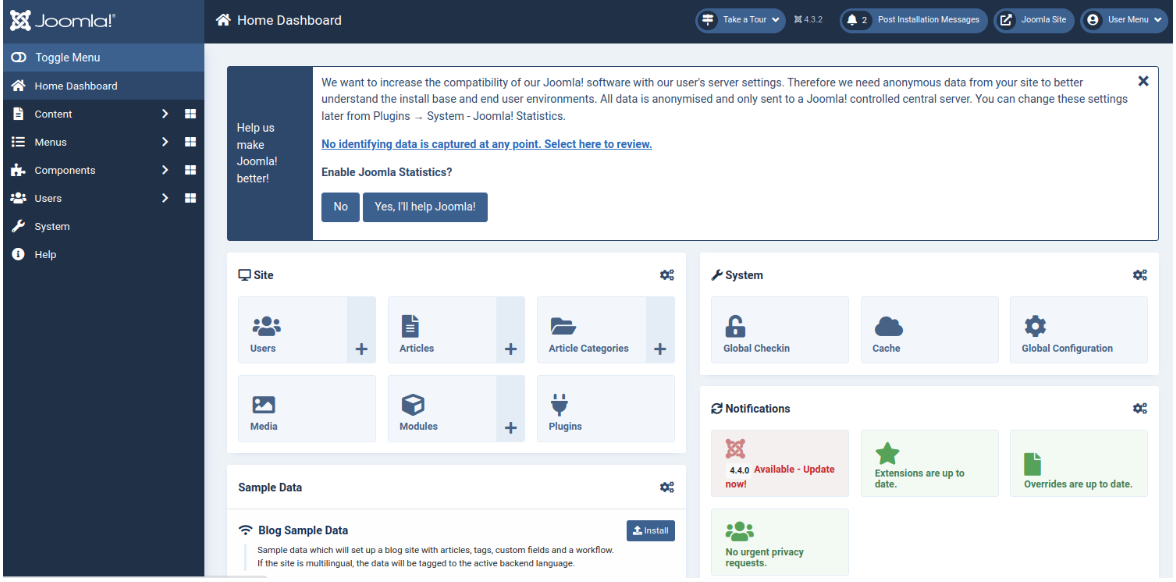 Joomla!®
Home Dashboard
Take a Tour
4.3.2
2 Post Installation Messages
Joomla Site
User Menu
Toggle Menu
Home Dashboard
Content
Menus
Components
Users
System
Help
Help us
make
Joomla!
better!
We want to increase the compatibility of our Joomla! software with our user's server settings. Therefore we need anonymous data from your site to better
understand the install base and end user environments. All data is anonymised and only sent to a Joomla! controlled central server. You can change these settings
later from Plugins → System - Joomla! Statistics.
No identifying data is captured at any point. Select here to review.
Enable Joomla Statistics?
No
Yes, I'll help Joomla!
Site
Users
Articles
Article Categories
Media
Modules
Plugins
Sample Data
Blog Sample Data
Install
Sample data which will set up a blog site with articles, tags, custom fields and a workflow.
If the site is multilingual, the data will be tagged to the active backend language.
System
Global Checkin
Cache
Global Configuration
Notifications
4.4.0 Available - Update
now!
Extensions are up to
date.
Overrides are up to date.
No urgent privacy
requests.